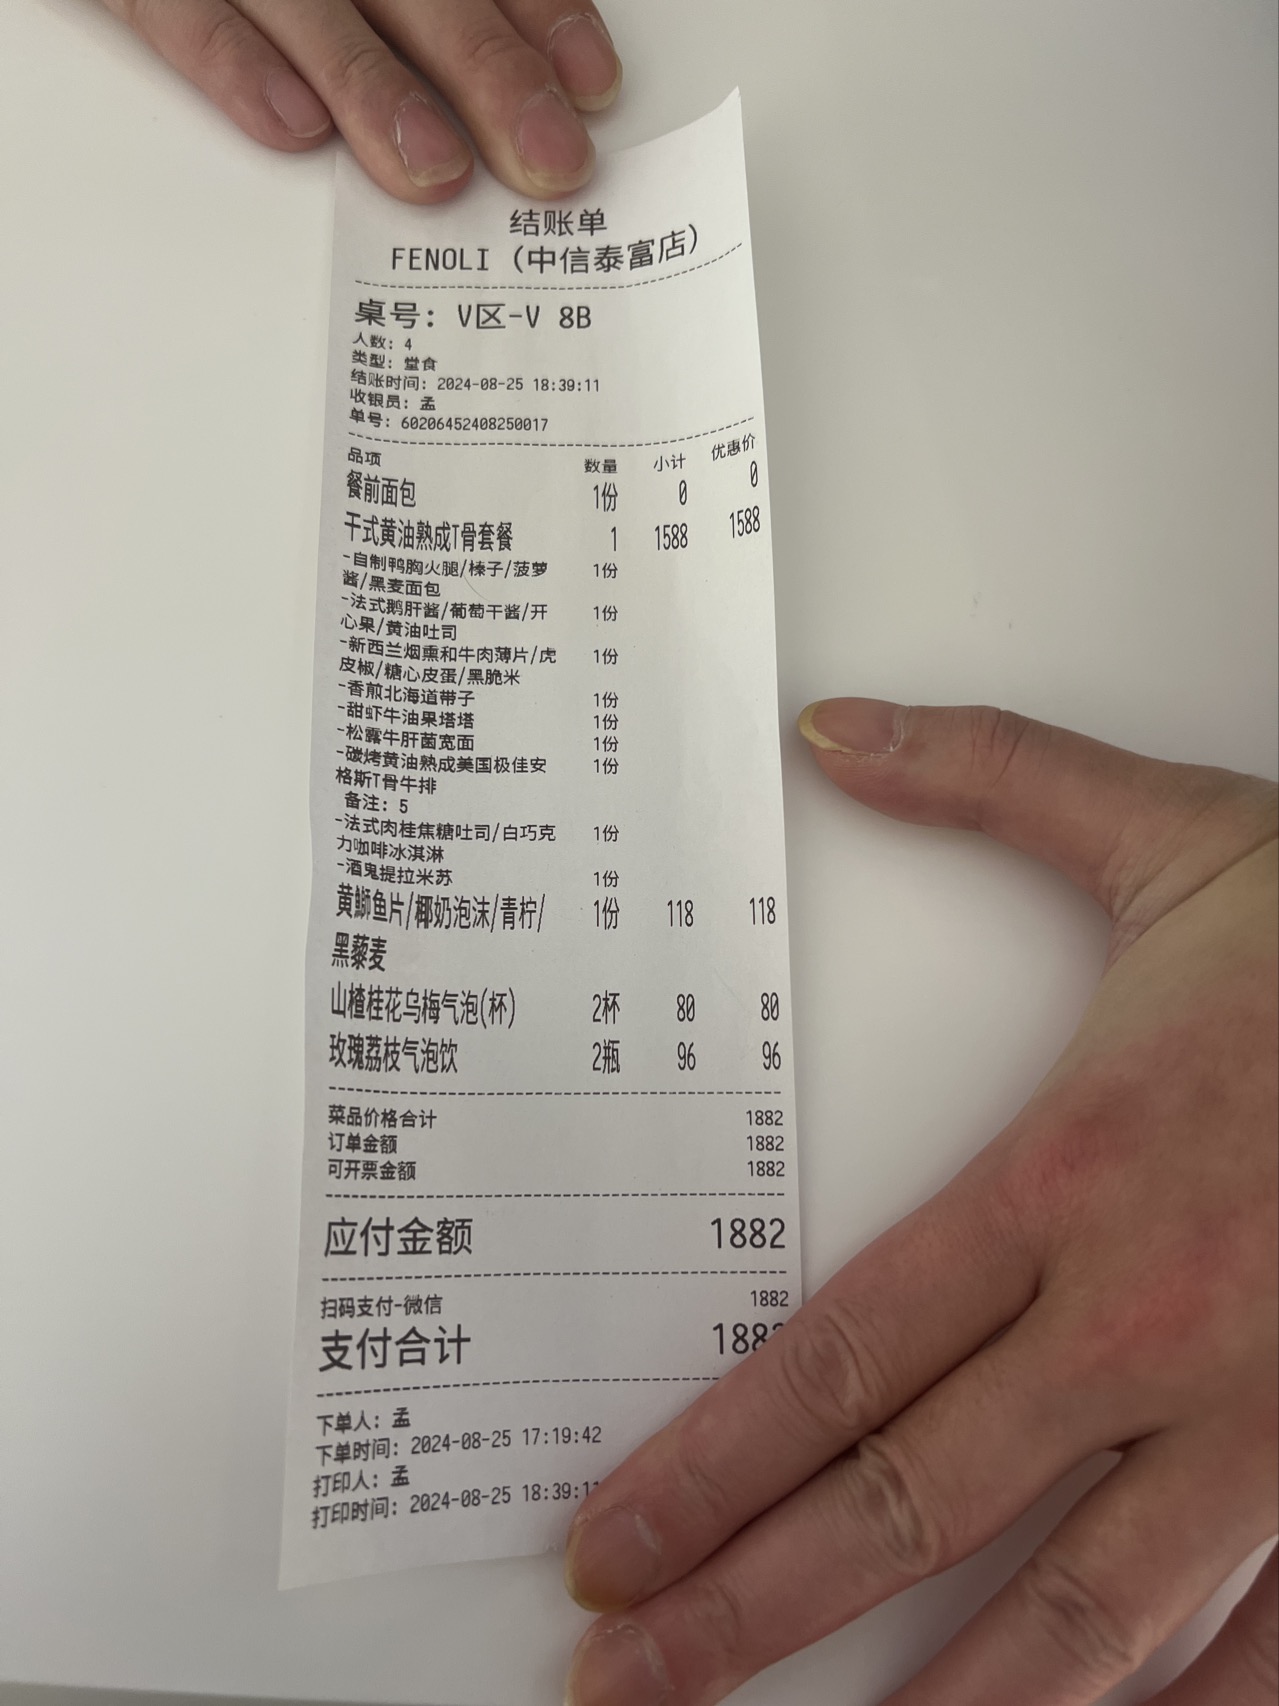 结账单
FENOLI (中信泰富店)
桌号: V区-V 8B
人数: 4
类型: 堂食
结账时间: 2024-08-25 18:39:11
收银员: 孟
单号: 60206452408250017
品项 数量 小计 优惠价
餐前面包 1份 0 0
干式黄油熟成T骨套餐 1 1588 1588
-自制鸭胸火腿/榛子/菠萝 1份
酱/黑麦面包
-法式鹅肝酱/葡萄干酱/开 1份
心果/黄油吐司
-新西兰烟熏和牛肉薄片/虎 1份
皮椒/糖心皮蛋/黑脆米
-香煎北海道带子 1份
-甜虾牛油果塔塔 1份
-松露牛肝菌宽面 1份
-碳烤黄油熟成美国极佳安 1份
格斯T骨牛排
备注: 5
-法式肉桂焦糖吐司/白巧克 1份
力咖啡冰淇淋
-酒鬼提拉米苏 1份
黄鰤鱼片/椰奶泡沫/青柠/ 1份 118 118
黑藜麦
山楂桂花乌梅气泡(杯) 2杯 80 80
玫瑰荔枝气泡饮 2瓶 96 96
菜品价格合计 1882
订单金额 1882
可开票金额 1882
应付金额 1882
扫码支付-微信 1882
支付合计 188
下单人: 孟
下单时间: 2024-08-25 17:19:42
打印人: 孟
打印时间: 2024-08-25 18:39:11